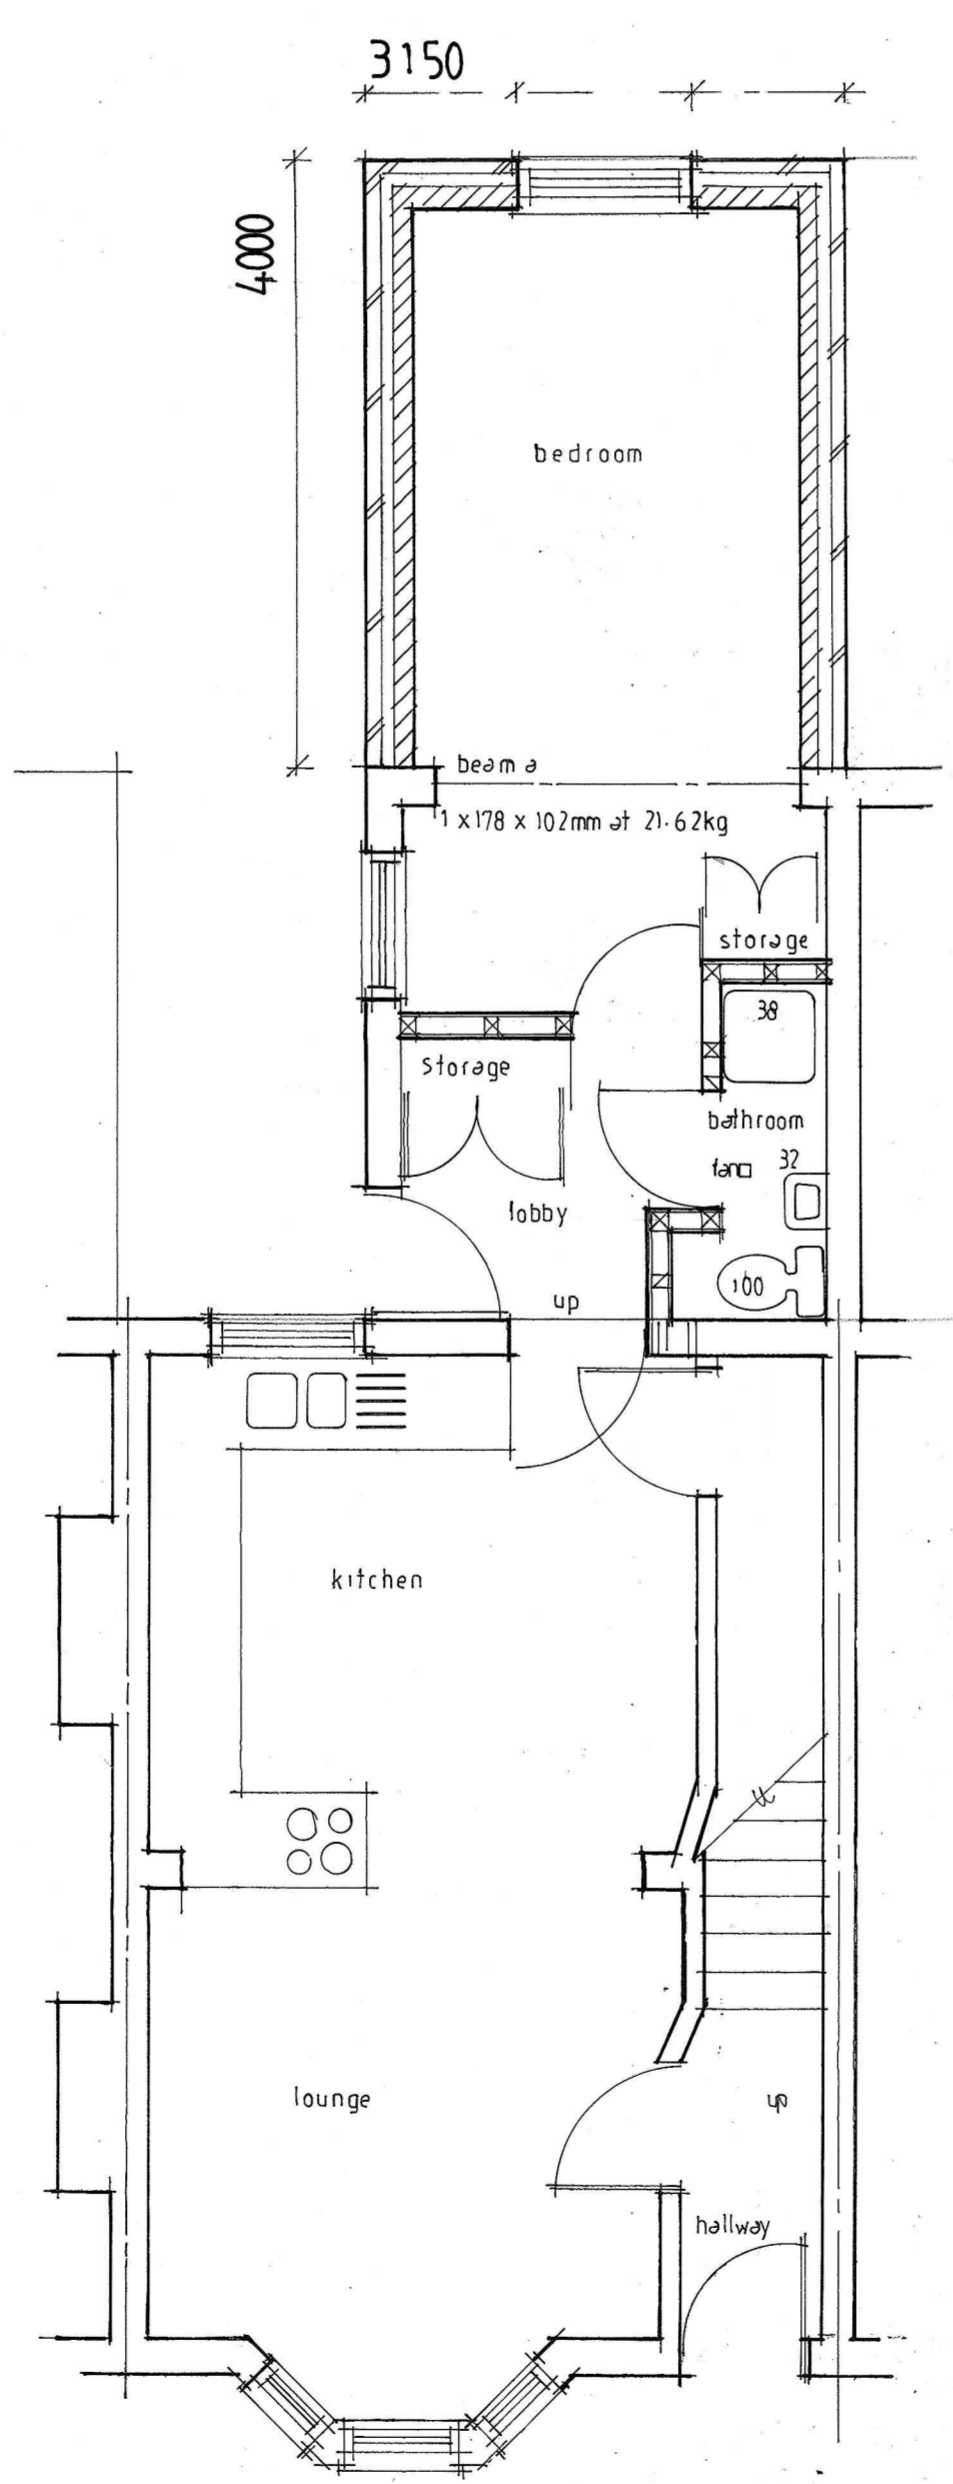 3150
4000
bedroom
beam a
1 x 178 x 102mm at 21.62kg
storage
38
storage
bathroom
fan
32
lobby
100
up
kitchen
lounge
up
hallway